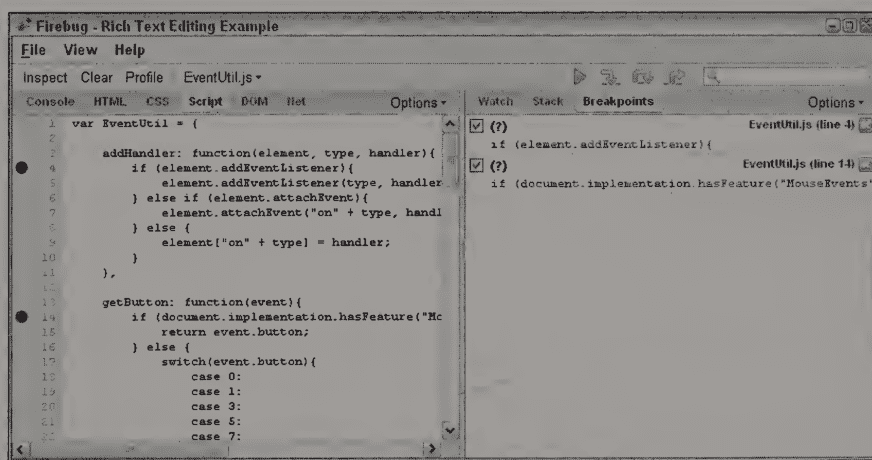 Firebug - Rich Text Editing Example
File View Help
Inspect Clear Profile EventUtil.js
Console HTML CSS Script DOM Net Options
1 var EventUtil = {
2
3 addHandler: function(element, type, handler){
4 if (element.addEventListener){
5 element.addEventListener(type, handler
6 } else if (element.attachEvent){
7 element.attachEvent("on" + type, handl
8 } else {
9 element["on" + type] = handler;
10 }
11 },
12
13 getButton: function(event){
14 if (document.implementation.hasFeature("Mc
15 return event.button;
16 } else {
17 switch(event.button){
18 case 0:
19 case 1:
20 case 3:
21 case 5:
22 case 7:
Watch Stack Breakpoints Options
(?) EventUtil.js (line 4)
if (element.addEventListener){
(?) EventUtil.js (line 14)
if (document.implementation.hasFeature("MouseEvents"